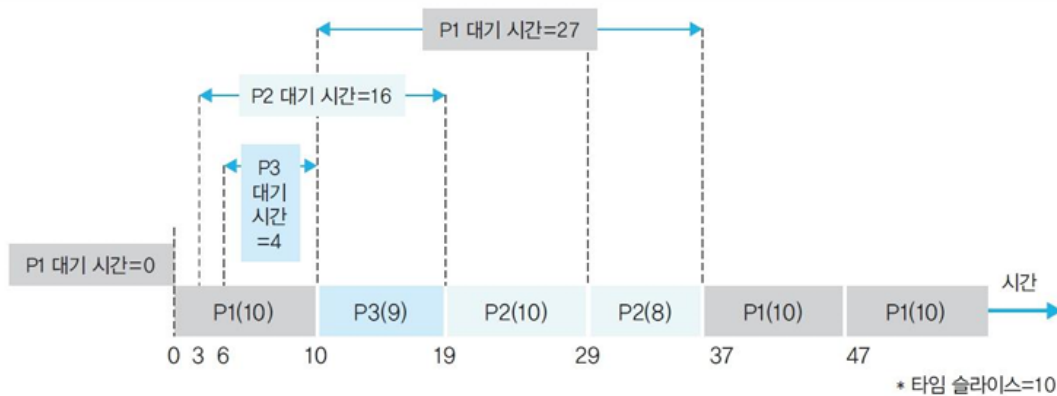 P1 대기 시간=27
P2 대기 시간=16
P3
대기
시간
=4
P1 대기 시간=0
시간
P1(10) P3(9) P2(10) P2(8) P1(10) P1(10)
0 3 6 10 19 29 37 47
* 타임 슬라이스=10